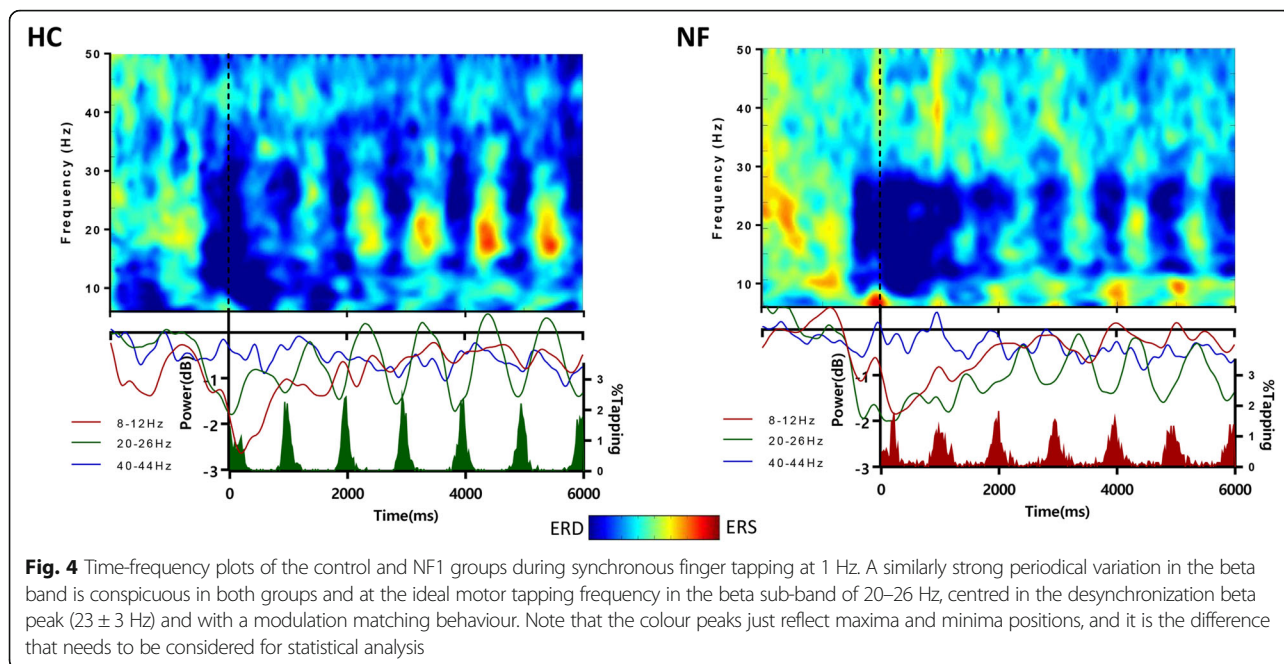 HC
NF
50
40
30
20
10
Frequency (Hz)
50
40
30
20
10
Frequency (Hz)
Power(dB)
-1
-2
-3
3
2
1
0
%Tapping
8-12Hz
20-26Hz
40-44Hz
0 2000 4000 6000
Time(ms)
Power(dB)
-1
-2
-3
3
2
1
0
%Tapping
8-12Hz
20-26Hz
40-44Hz
0 2000 4000 6000
Time(ms)
ERD ERS
Fig. 4 Time-frequency plots of the control and NF1 groups during synchronous finger tapping at 1 Hz. A similarly strong periodical variation in the beta
band is conspicuous in both groups and at the ideal motor tapping frequency in the beta sub-band of 20–26 Hz, centred in the desynchronization beta
peak (23 ± 3 Hz) and with a modulation matching behaviour. Note that the colour peaks just reflect maxima and minima positions, and it is the difference
that needs to be considered for statistical analysis